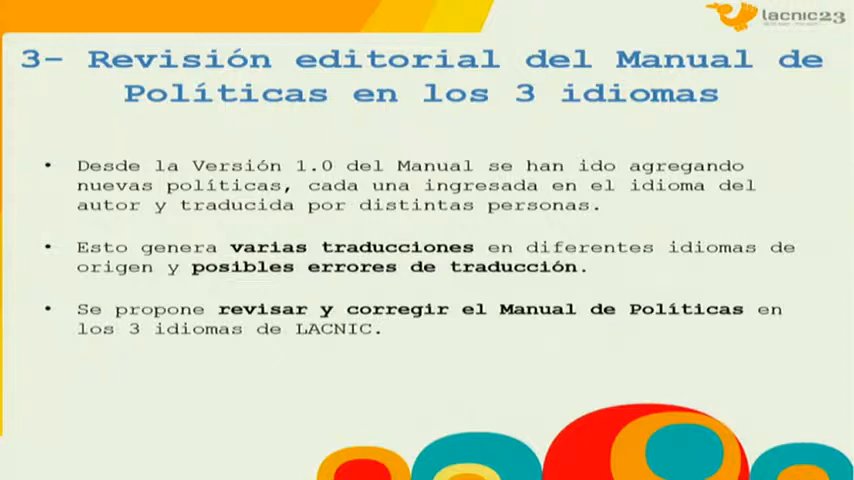 lacnic23
3- Revisión editorial del Manual de
Políticas en los 3 idiomas
• Desde la Versión 1.0 del Manual se han ido agregando
nuevas políticas, cada una ingresada en el idioma del
autor y traducida por distintas personas.
• Esto genera varias traducciones en diferentes idiomas de
origen y posibles errores de traducción.
• Se propone revisar y corregir el Manual de Políticas en
los 3 idiomas de LACNIC.